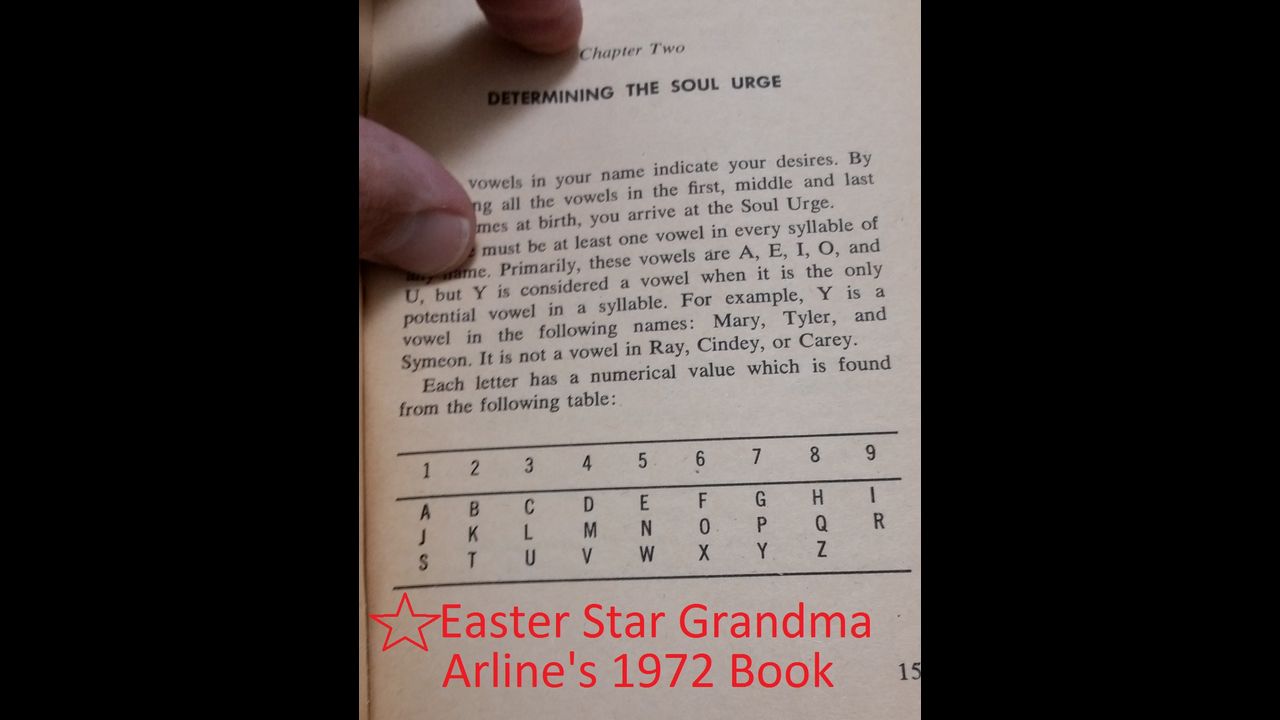 Chapter Two
DETERMINING THE SOUL URGE
vowels in your name indicate your desires. By
ng all the vowels in the first, middle and last
mes at birth, you arrive at the Soul Urge.
must be at least one vowel in every syllable of
any name. Primarily, these vowels are A, E, I, O, and
U, but Y is considered a vowel when it is the only
potential vowel in a syllable. For example, Y is a
vowel in the following names: Mary, Tyler, and
Symeon. It is not a vowel in Ray, Cindey, or Carey.
Each letter has a numerical value which is found
from the following table:
1 2 3 4 5 6 7 8 9
A B C D E F G H I
J K L M N O P Q R
S T U V W X Y Z
Easter Star Grandma
Arline's 1972 Book
15